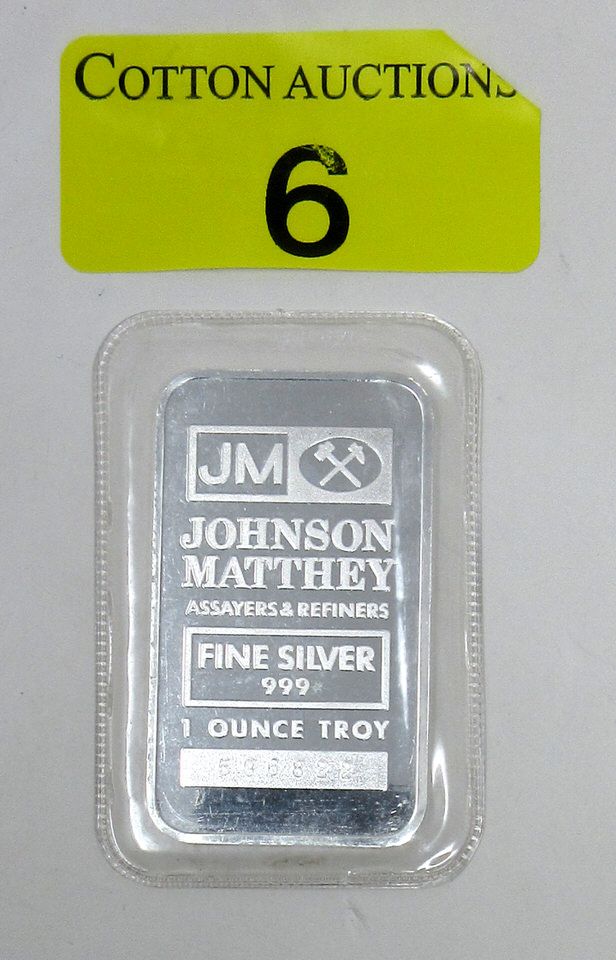 COTTON AUCTIONS
6
JM
JOHNSON
MATTHEY
ASSAYERS & REFINERS
FINE SILVER
999
1 OUNCE TROY